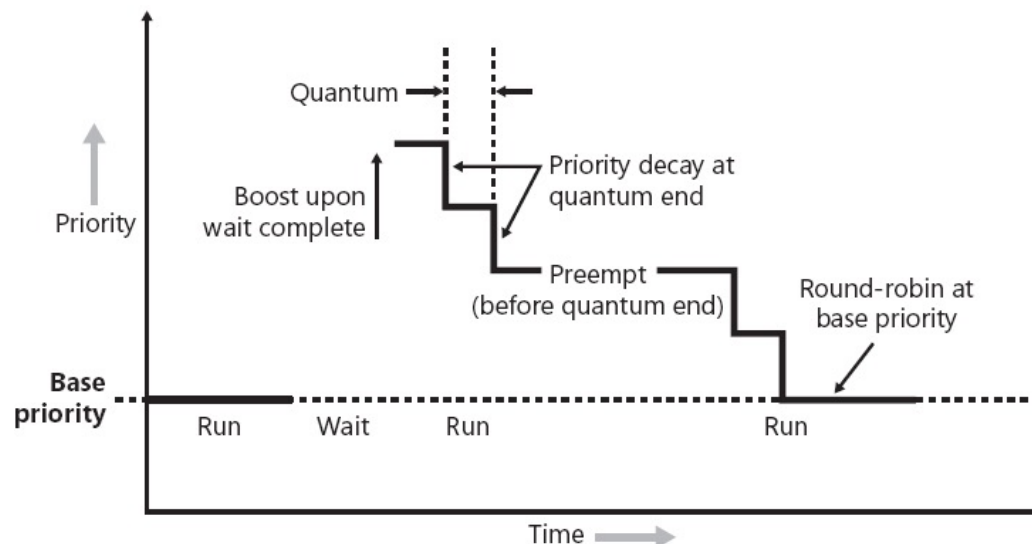 Quantum
Priority decay at
quantum end
Boost upon
wait complete
Priority
Preempt
(before quantum end)
Round-robin at
base priority
Base
priority
Run
Wait
Run
Run
Time